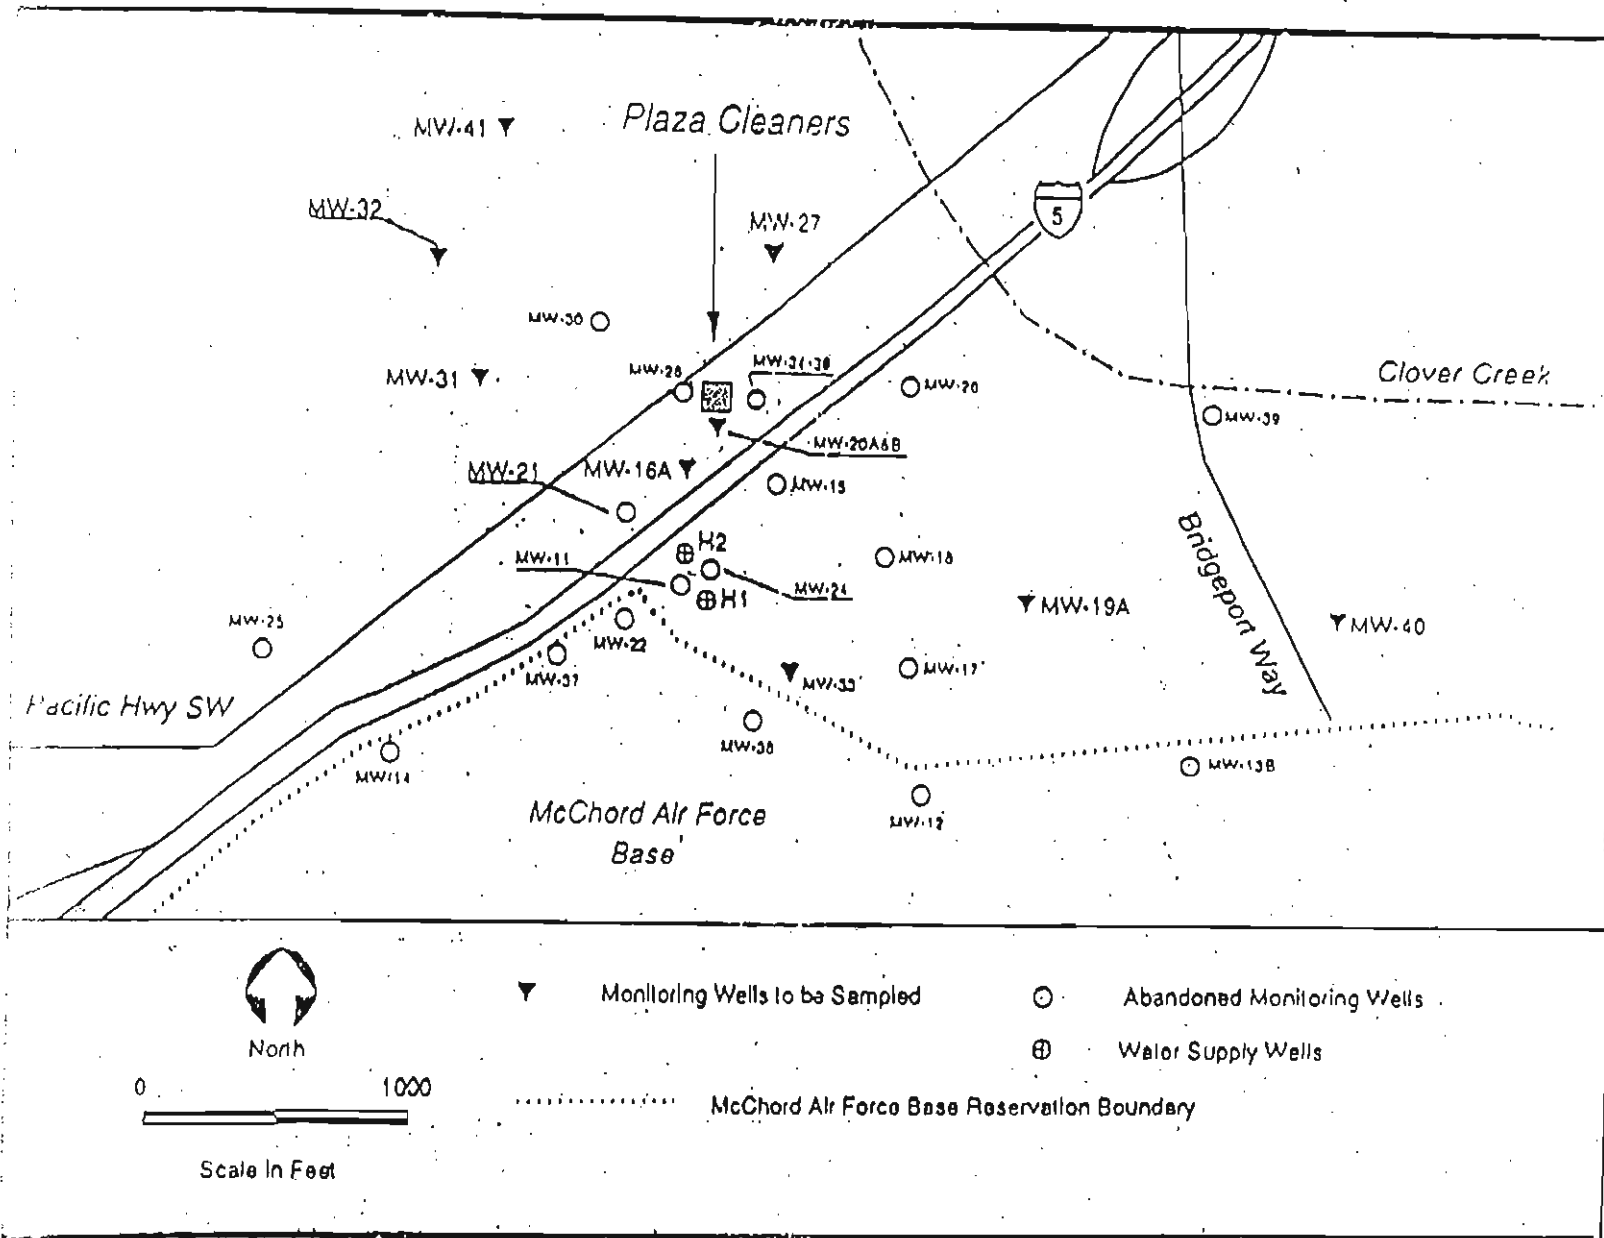 Plaza Cleaners
MW-41
MW-32
MW-27
5
MW-30
MW-31
MW-28
Clover Creek
MW-39
MW-20A&B
MW-21
MW-16A
MW-15
H2
MW-11
MW-18
MW-24
H1
MW-19A
Bridgeport Way
MW-40
MW-25
MW-22
MW-17
MW-37
MW-33
Pacific Hwy SW
MW-38
MW-14
MW-13B
McChord Air Force
Base
MW-12
North
0 1000
Scale In Feet
Monitoring Wells to be Sampled
Abandoned Monitoring Wells
Water Supply Wells
McChord Air Force Base Reservation Boundary